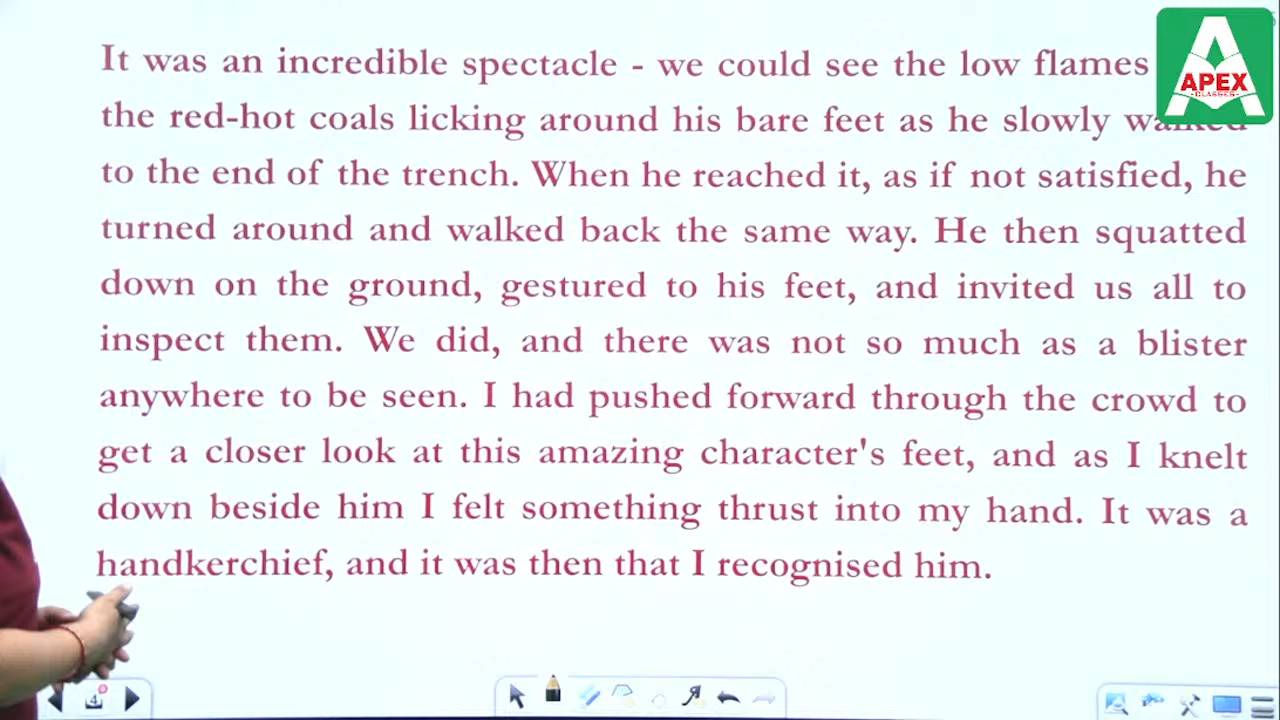 It was an incredible spectacle - we could see the low flames
the red-hot coals licking around his bare feet as he slowly walked
to the end of the trench. When he reached it, as if not satisfied, he
turned around and walked back the same way. He then squatted
down on the ground, gestured to his feet, and invited us all to
inspect them. We did, and there was not so much as a blister
anywhere to be seen. I had pushed forward through the crowd to
get a closer look at this amazing character's feet, and as I knelt
down beside him I felt something thrust into my hand. It was a
handkerchief, and it was then that I recognised him.
APEX
CLASSES
4